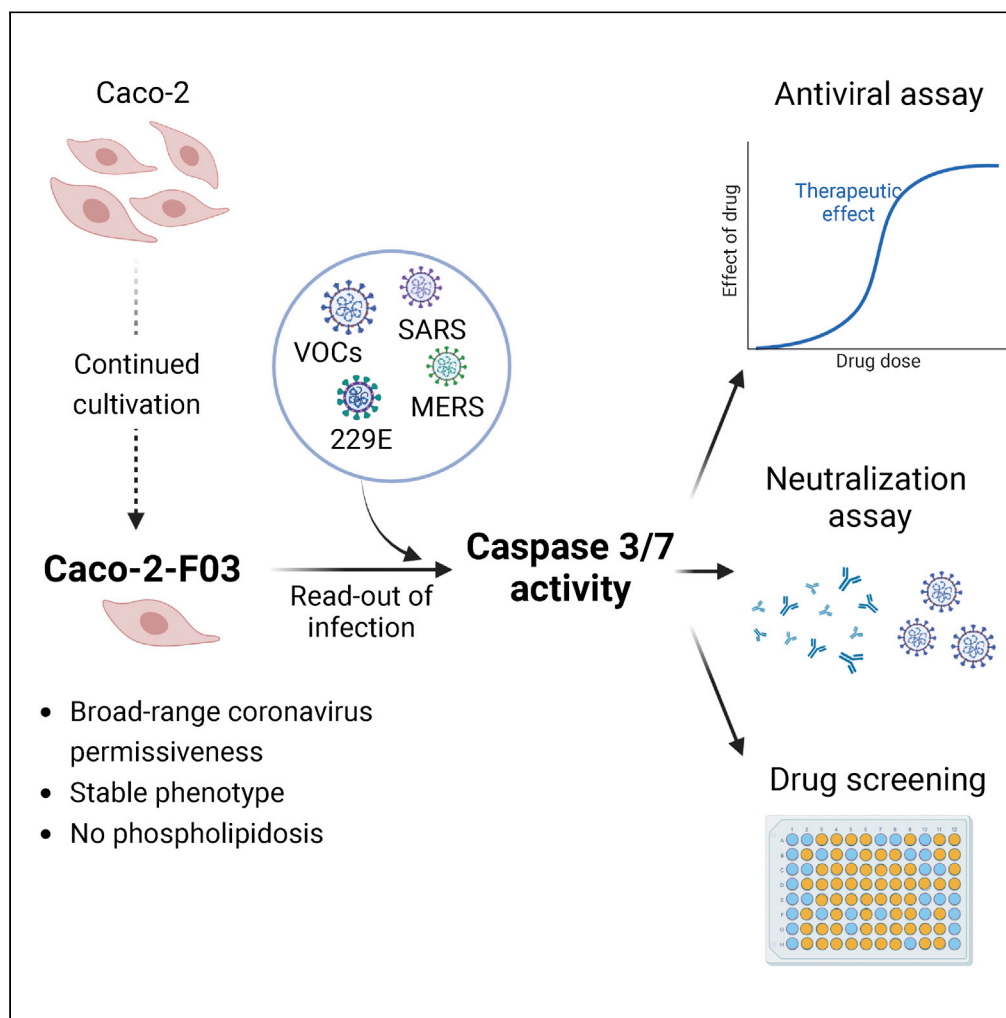 Caco-2
Continued
cultivation
Caco-2-F03
• Broad-range coronavirus
permissiveness
• Stable phenotype
• No phospholipidosis
VOCs
SARS
MERS
229E
Read-out of
infection
Caspase 3/7
activity
Antiviral assay
Effect of drug
Therapeutic
effect
Drug dose
Neutralization
assay
Drug screening
1 2 3 4 5 6 7 8 9 10 11 12
A
B
C
D
E
F
G
H